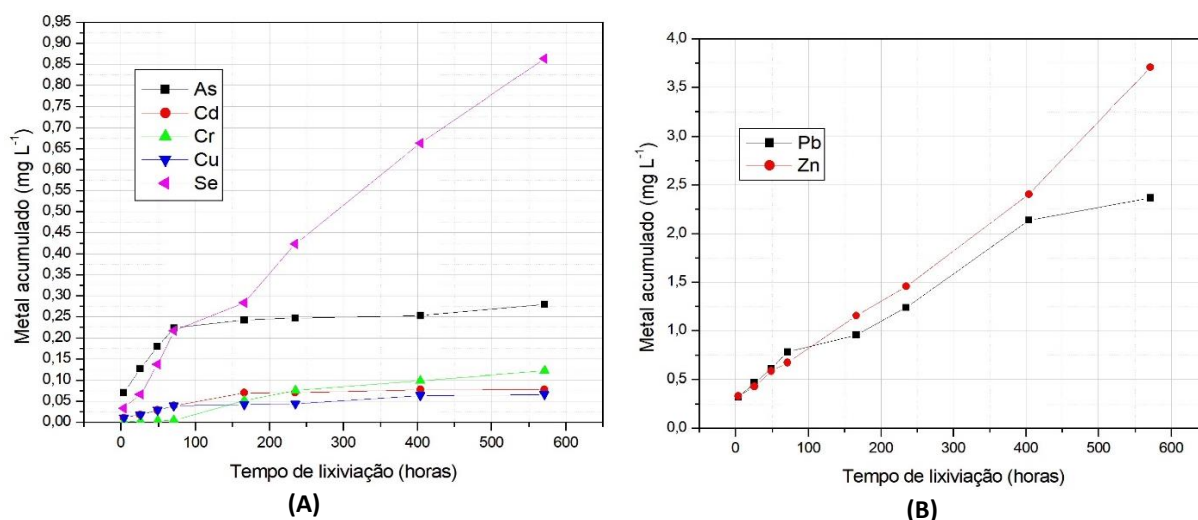 0,95
0,90
0,85
0,80
0,75
0,70
0,65
0,60
0,55
0,50
0,45
0,40
0,35
0,30
0,25
0,20
0,15
0,10
0,05
0,00
Metal acumulado (mg L⁻¹)
As
Cd
Cr
Cu
Se
0 100 200 300 400 500 600
Tempo de lixiviação (horas)
(A)
4,0
3,5
3,0
2,5
2,0
1,5
1,0
0,5
0,0
Metal acumulado (mg L⁻¹)
Pb
Zn
0 100 200 300 400 500 600
Tempo de lixiviação (horas)
(B)